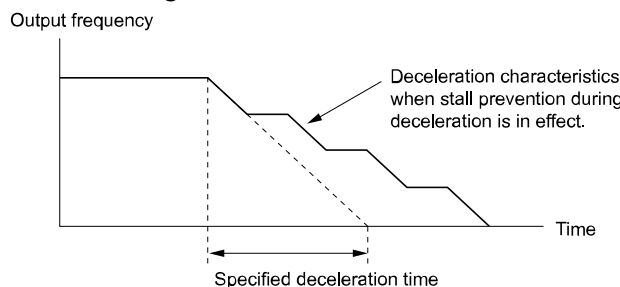 Output frequency
Deceleration characteristics
when stall prevention during
deceleration is in effect.
Time
Specified deceleration time